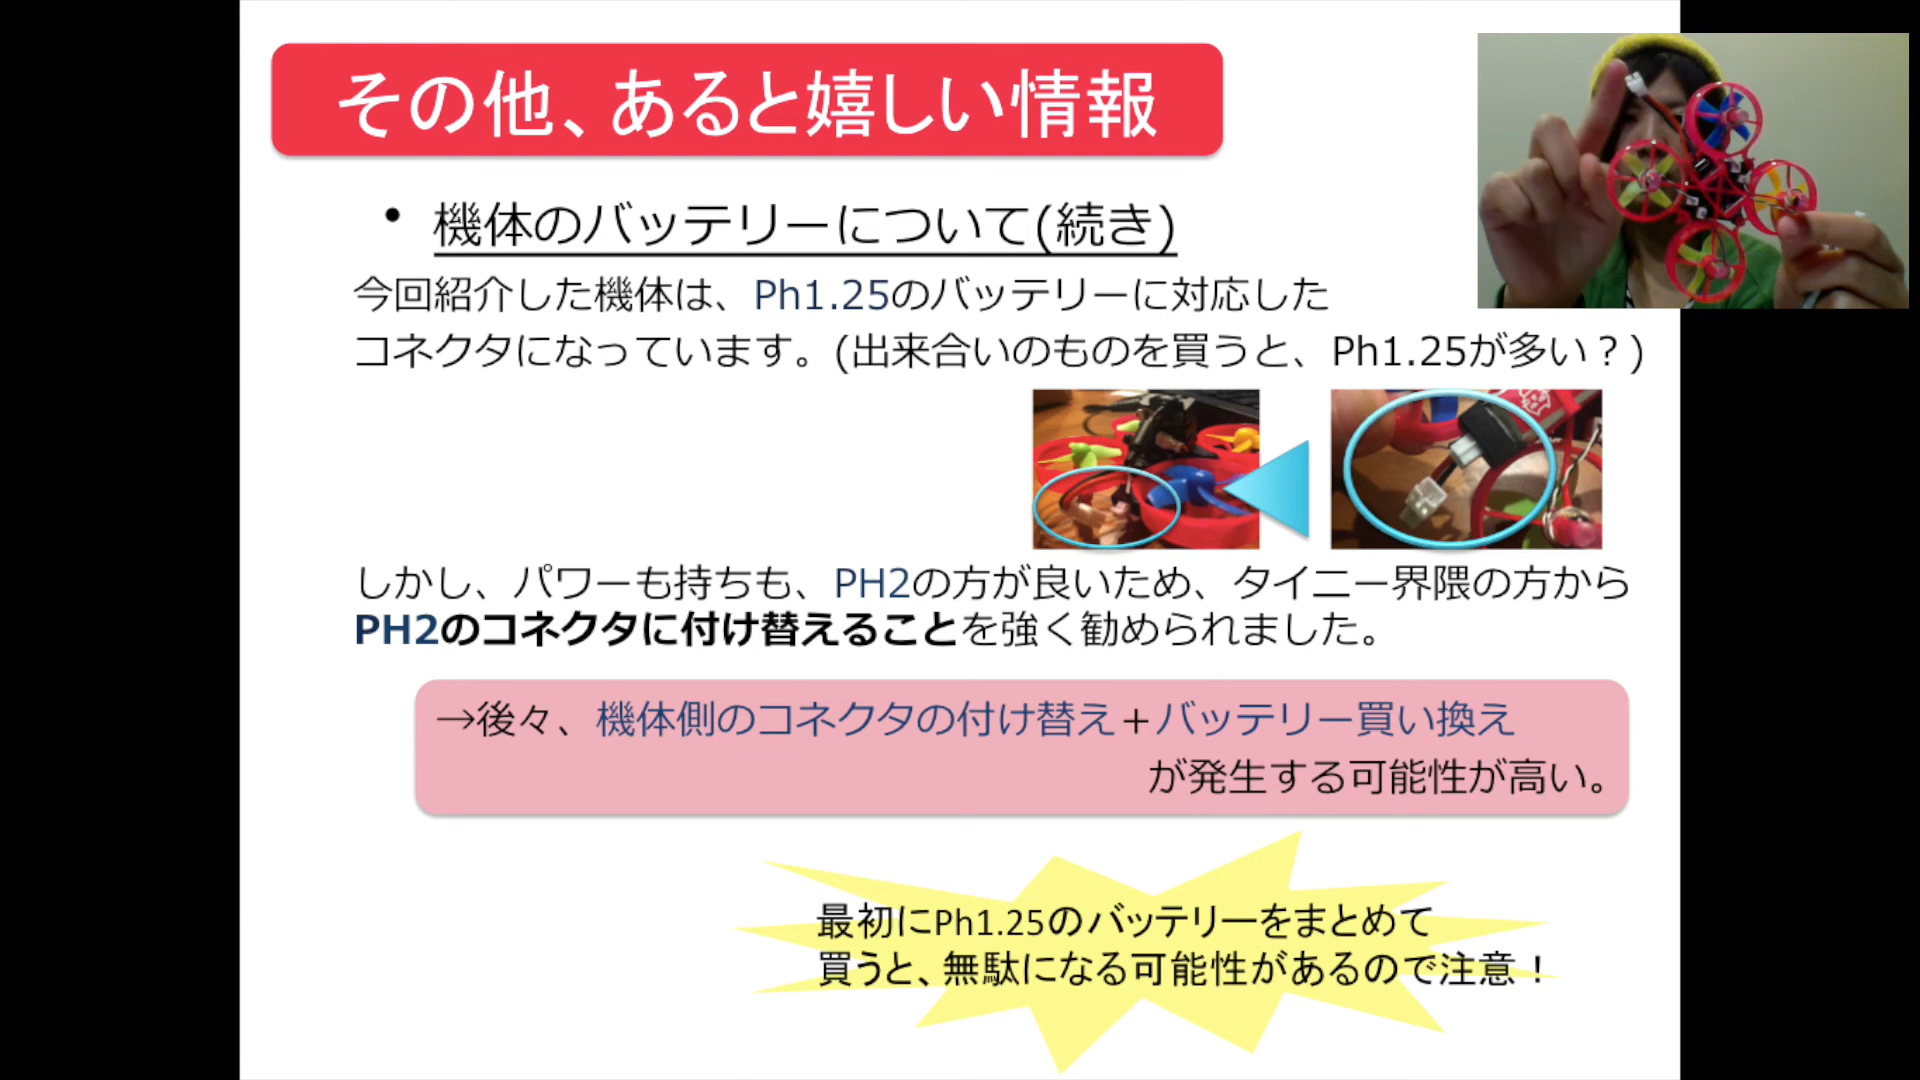 その他、あると嬉しい情報
• 機体のバッテリーについて(続き)
今回紹介した機体は、Ph1.25のバッテリーに対応した
コネクタになっています。(出来合いのものを買うと、Ph1.25が多い？)
しかし、パワーも持ちも、PH2の方が良いため、タイニー界隈の方から
PH2のコネクタに付け替えることを強く勧められました。
→後々、機体側のコネクタの付け替え＋バッテリー買い換え
が発生する可能性が高い。
最初にPh1.25のバッテリーをまとめて
買うと、無駄になる可能性があるので注意！